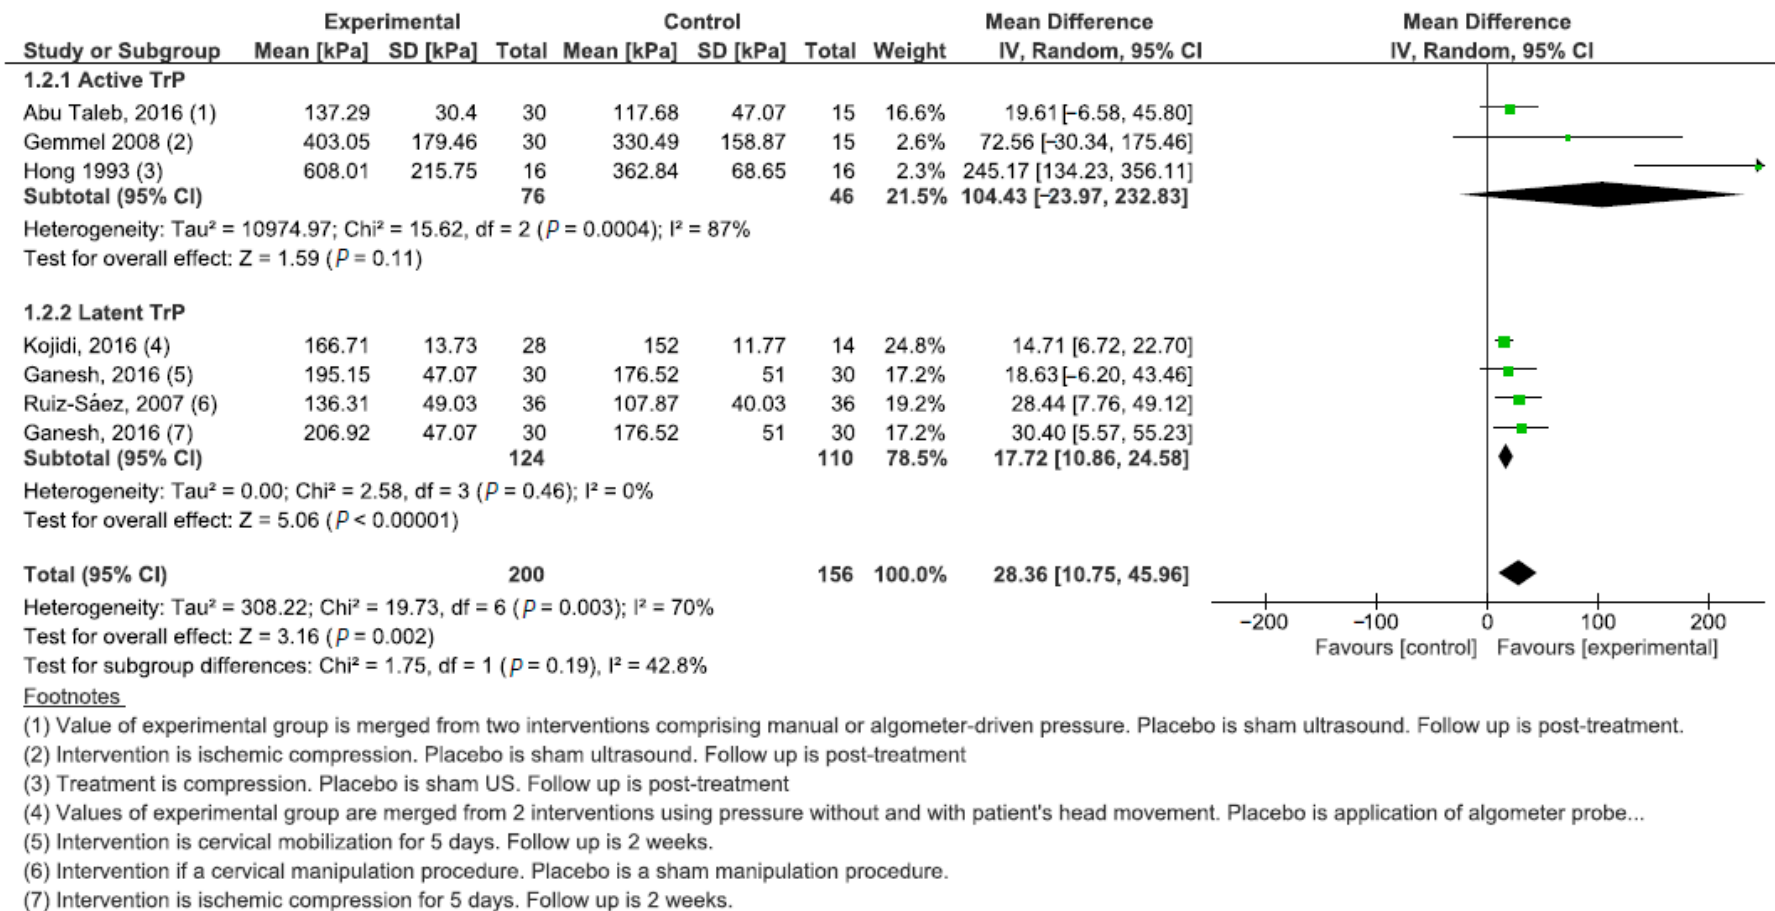 Experimental Control Mean Difference Mean Difference
Study or Subgroup Mean [kPa] SD [kPa] Total Mean [kPa] SD [kPa] Total Weight IV, Random, 95% CI IV, Random, 95% CI
1.2.1 Active TrP
Abu Taleb, 2016 (1) 137.29 30.4 30 117.68 47.07 15 16.6% 19.61 [−6.58, 45.80]
Gemmel 2008 (2) 403.05 179.46 30 330.49 158.87 15 2.6% 72.56 [−30.34, 175.46]
Hong 1993 (3) 608.01 215.75 16 362.84 68.65 16 2.3% 245.17 [134.23, 356.11]
Subtotal (95% CI) 76 46 21.5% 104.43 [−23.97, 232.83]
Heterogeneity: Tau² = 10974.97; Chi² = 15.62, df = 2 (P = 0.0004); I² = 87%
Test for overall effect: Z = 1.59 (P = 0.11)
1.2.2 Latent TrP
Kojidi, 2016 (4) 166.71 13.73 28 152 11.77 14 24.8% 14.71 [6.72, 22.70]
Ganesh, 2016 (5) 195.15 47.07 30 176.52 51 30 17.2% 18.63 [−6.20, 43.46]
Ruiz-Sáez, 2007 (6) 136.31 49.03 36 107.87 40.03 36 19.2% 28.44 [7.76, 49.12]
Ganesh, 2016 (7) 206.92 47.07 30 176.52 51 30 17.2% 30.40 [5.57, 55.23]
Subtotal (95% CI) 124 110 78.5% 17.72 [10.86, 24.58]
Heterogeneity: Tau² = 0.00; Chi² = 2.58, df = 3 (P = 0.46); I² = 0%
Test for overall effect: Z = 5.06 (P < 0.00001)
Total (95% CI) 200 156 100.0% 28.36 [10.75, 45.96]
Heterogeneity: Tau² = 308.22; Chi² = 19.73, df = 6 (P = 0.003); I² = 70%
Test for overall effect: Z = 3.16 (P = 0.002)
Test for subgroup differences: Chi² = 1.75, df = 1 (P = 0.19), I² = 42.8%
−200 −100 0 100 200
Favours [control] Favours [experimental]
Footnotes
(1) Value of experimental group is merged from two interventions comprising manual or algometer-driven pressure. Placebo is sham ultrasound. Follow up is post-treatment.
(2) Intervention is ischemic compression. Placebo is sham ultrasound. Follow up is post-treatment
(3) Treatment is compression. Placebo is sham US. Follow up is post-treatment
(4) Values of experimental group are merged from 2 interventions using pressure without and with patient's head movement. Placebo is application of algometer probe...
(5) Intervention is cervical mobilization for 5 days. Follow up is 2 weeks.
(6) Intervention if a cervical manipulation procedure. Placebo is a sham manipulation procedure.
(7) Intervention is ischemic compression for 5 days. Follow up is 2 weeks.